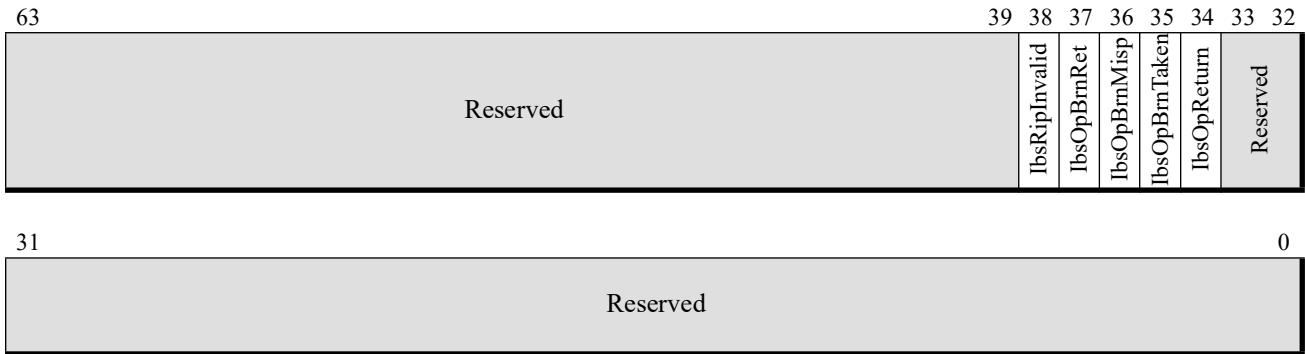 63 39 38 37 36 35 34 33 32
Reserved
IbsRipInvalid
IbsOpBrnRet
IbsOpBrnMisp
IbsOpBrnTaken
IbsOpReturn
Reserved
31 0
Reserved